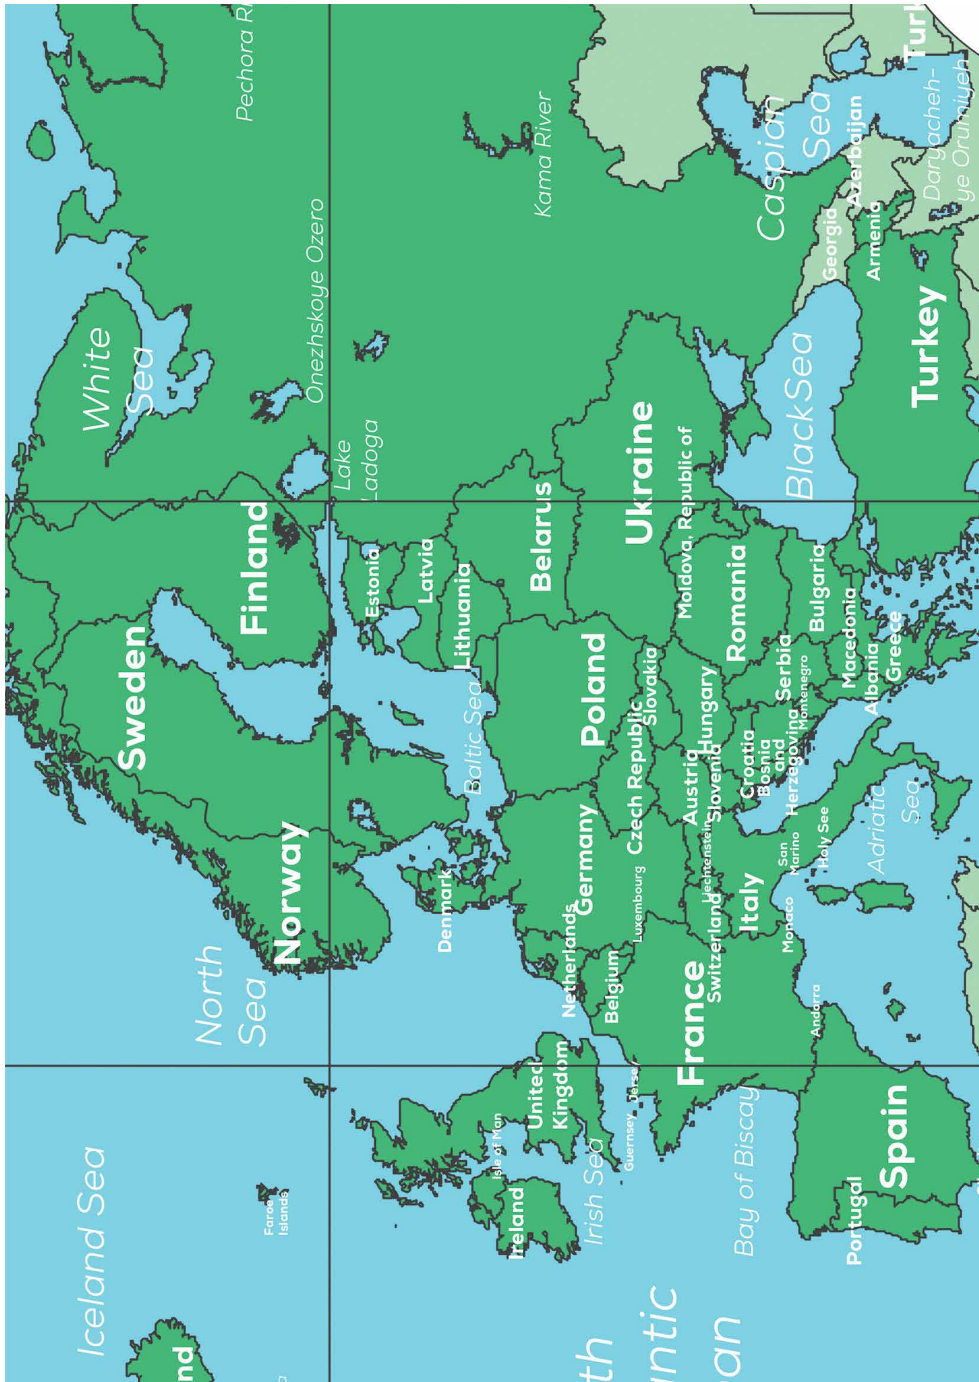 Iceland Sea
White
Sea
Sweden
nd
North
Sea
Pechora Ri
Finland
Faroe
Islands
Norway
Onezhskoye Ozero
Lake
Ladoga
Estonia
Latvia
Denmark
Lithuania
Baltic Sea
Isle of Man
Ireland
United
Kingdom
Belarus
Kama River
Netherlands
Germany
Poland
Irish Sea
th
Belgium
Guernsey
Jersey
Luxembourg
Czech Republic
Slovakia
Ukraine
antic
Moldova, Republic of
France
Austria
Liechtenstein
Switzerland
Slovenia
Hungary
Romania
an
Bay of Biscay
Italy
Croatia
Bosnia
and
Herzegovina
Serbia
Montenegro
San
Marino
Monaco
Andorra
Holy See
Bulgaria
Black Sea
Caspian
Sea
Georgia
Azerbaijan
Armenia
Macedonia
Albania
Greece
Portugal
Spain
Adriatic
Sea
Turkey
Turk
Daryacheh-
ye Orumiyeh